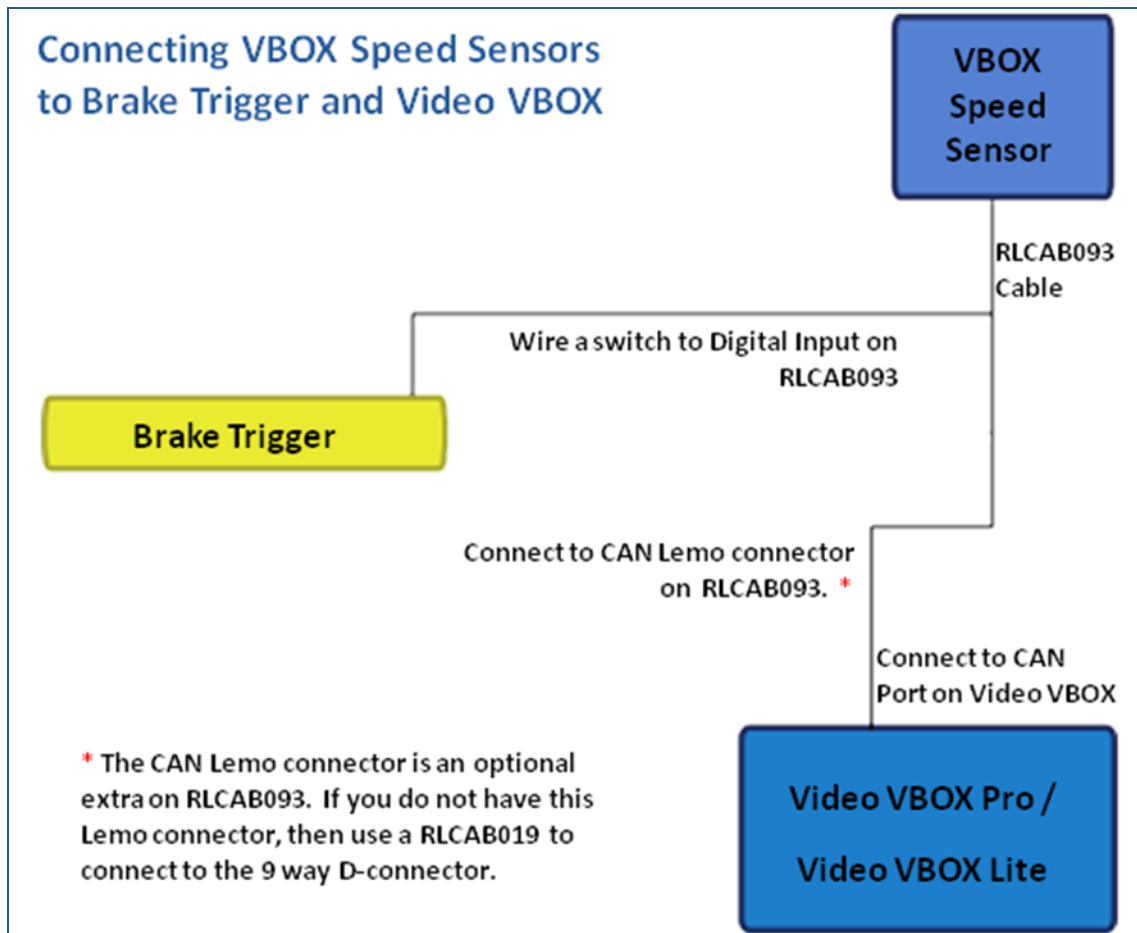 Connecting VBOX Speed Sensors
to Brake Trigger and Video VBOX
VBOX
Speed
Sensor
RLCAB093
Cable
Wire a switch to Digital Input on
RLCAB093
Brake Trigger
Connect to CAN Lemo connector
on RLCAB093. *
Connect to CAN
Port on Video VBOX
* The CAN Lemo connector is an optional
extra on RLCAB093. If you do not have this
Lemo connector, then use a RLCAB019 to
connect to the 9 way D-connector.
Video VBOX Pro /
Video VBOX Lite